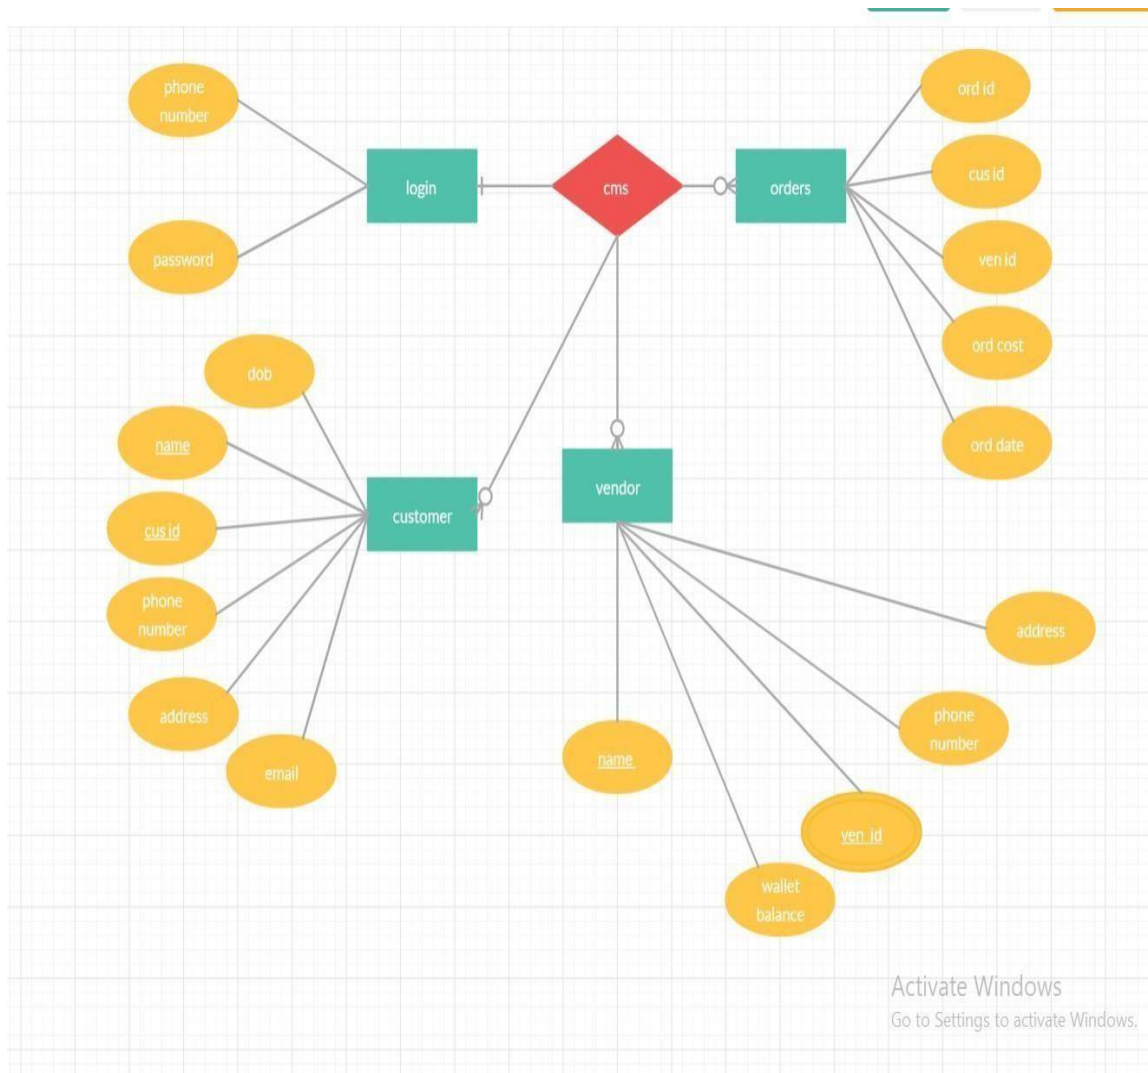 phone
number
ord id
login
cms
orders
cus id
password
ven id
ord cost
dob
name
ord date
customer
vendor
cus id
phone
number
address
address
email
name
phone
number
ven_id
wallet
balance
Activate Windows
Go to Settings to activate Windows.